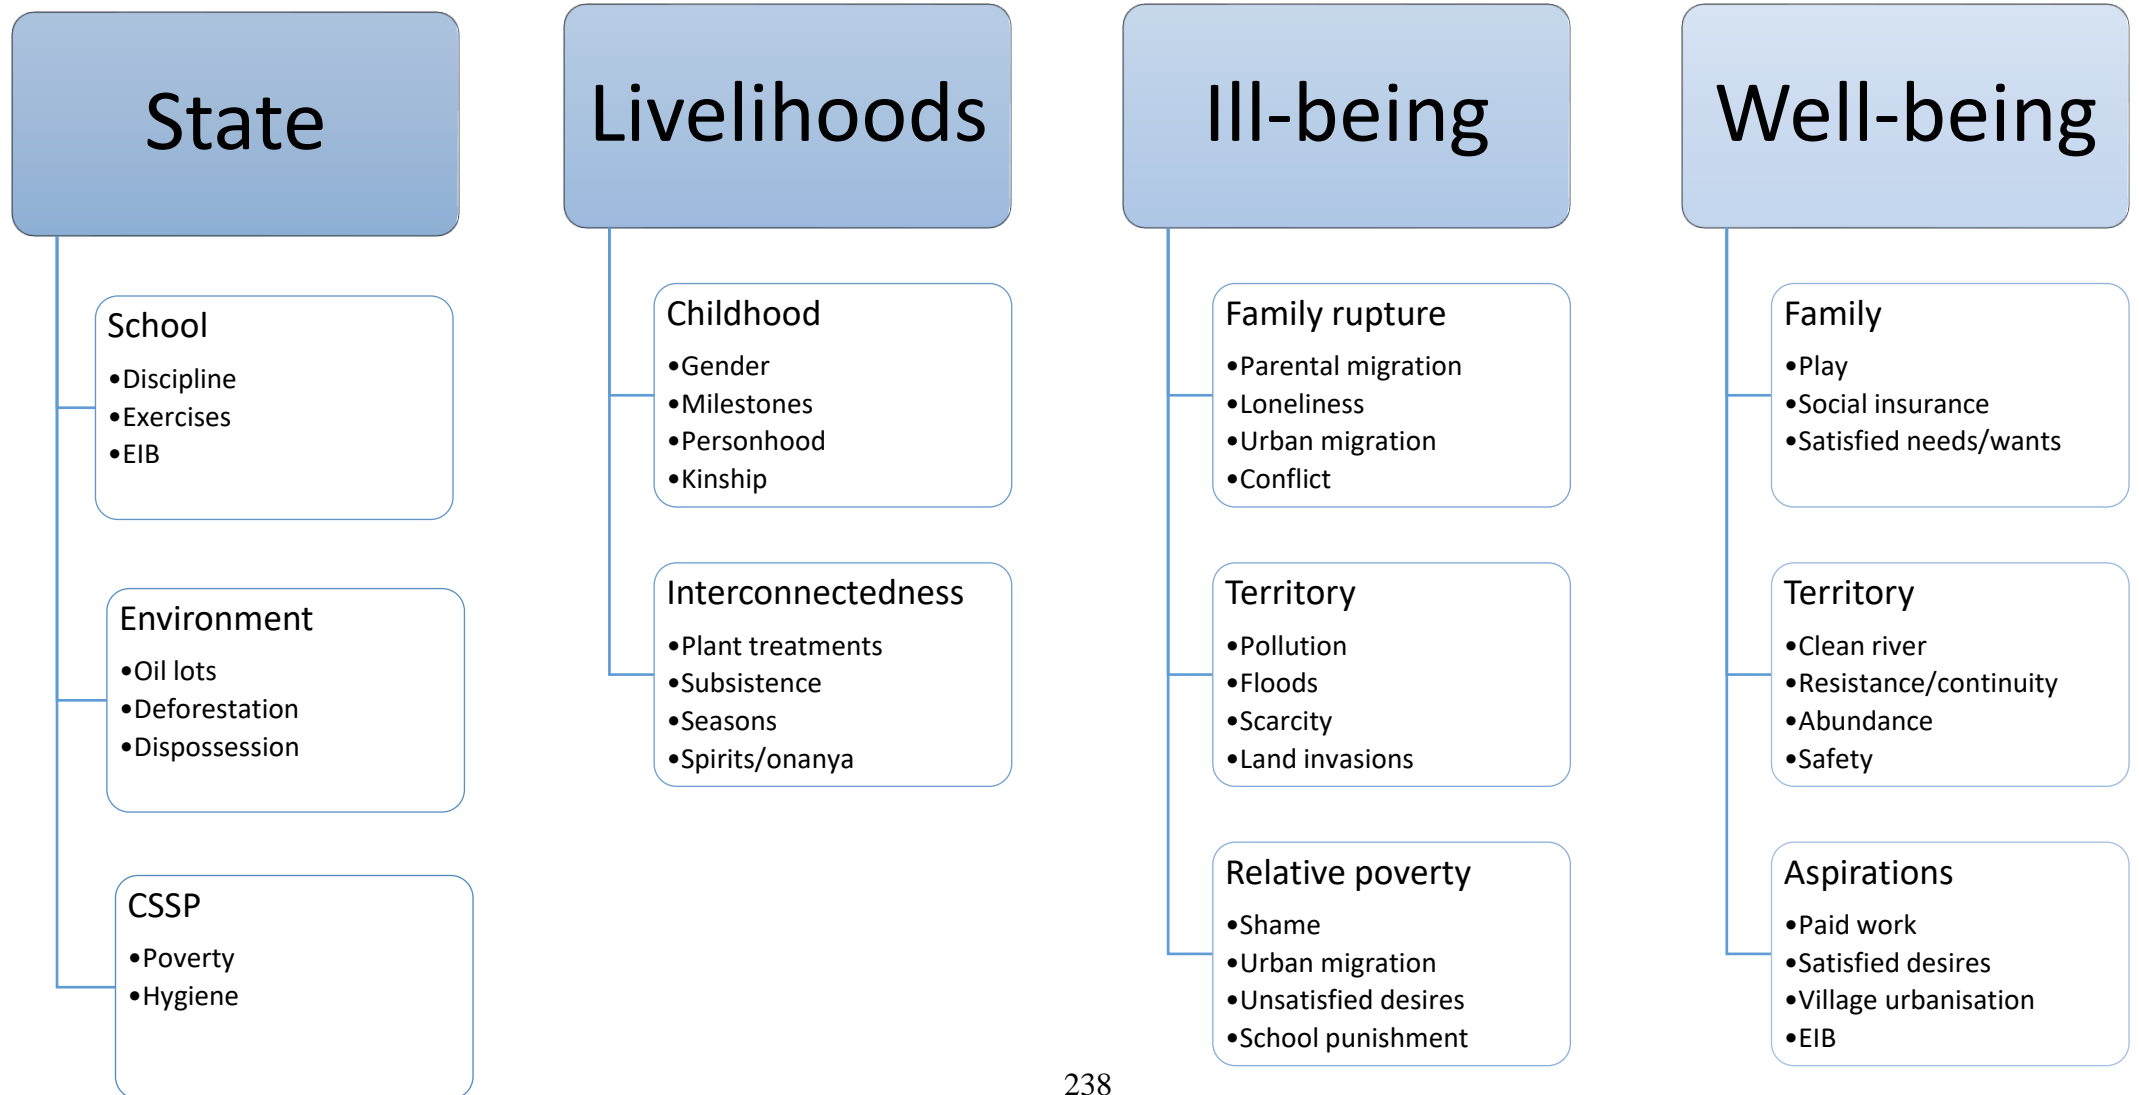 State
School
•Discipline
•Exercises
•EIB
Environment
•Oil lots
•Deforestation
•Dispossession
CSSP
•Poverty
•Hygiene
Livelihoods
Childhood
•Gender
•Milestones
•Personhood
•Kinship
Interconnectedness
•Plant treatments
•Subsistence
•Seasons
•Spirits/onanya
Ill-being
Family rupture
•Parental migration
•Loneliness
•Urban migration
•Conflict
Territory
•Pollution
•Floods
•Scarcity
•Land invasions
Relative poverty
•Shame
•Urban migration
•Unsatisfied desires
•School punishment
Well-being
Family
•Play
•Social insurance
•Satisfied needs/wants
Territory
•Clean river
•Resistance/continuity
•Abundance
•Safety
Aspirations
•Paid work
•Satisfied desires
•Village urbanisation
•EIB
238